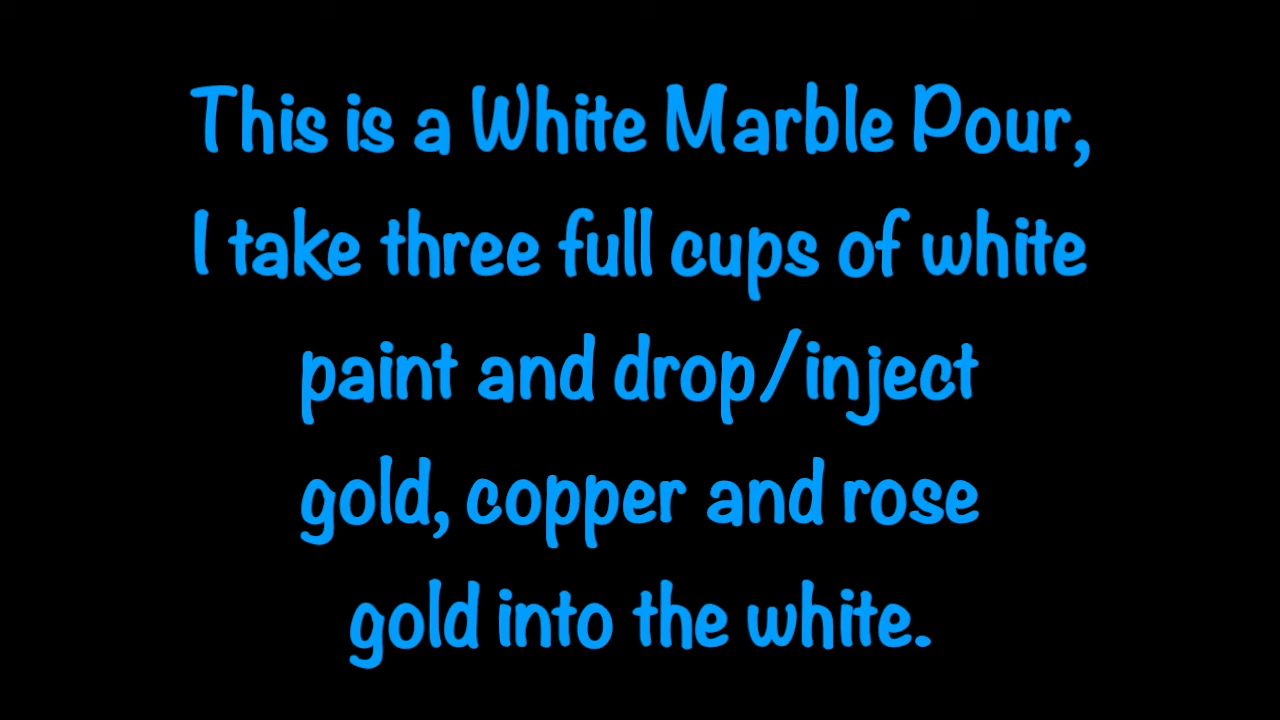 This is a White Marble Pour,
I take three full cups of white
paint and drop/inject
gold, copper and rose
gold into the white.